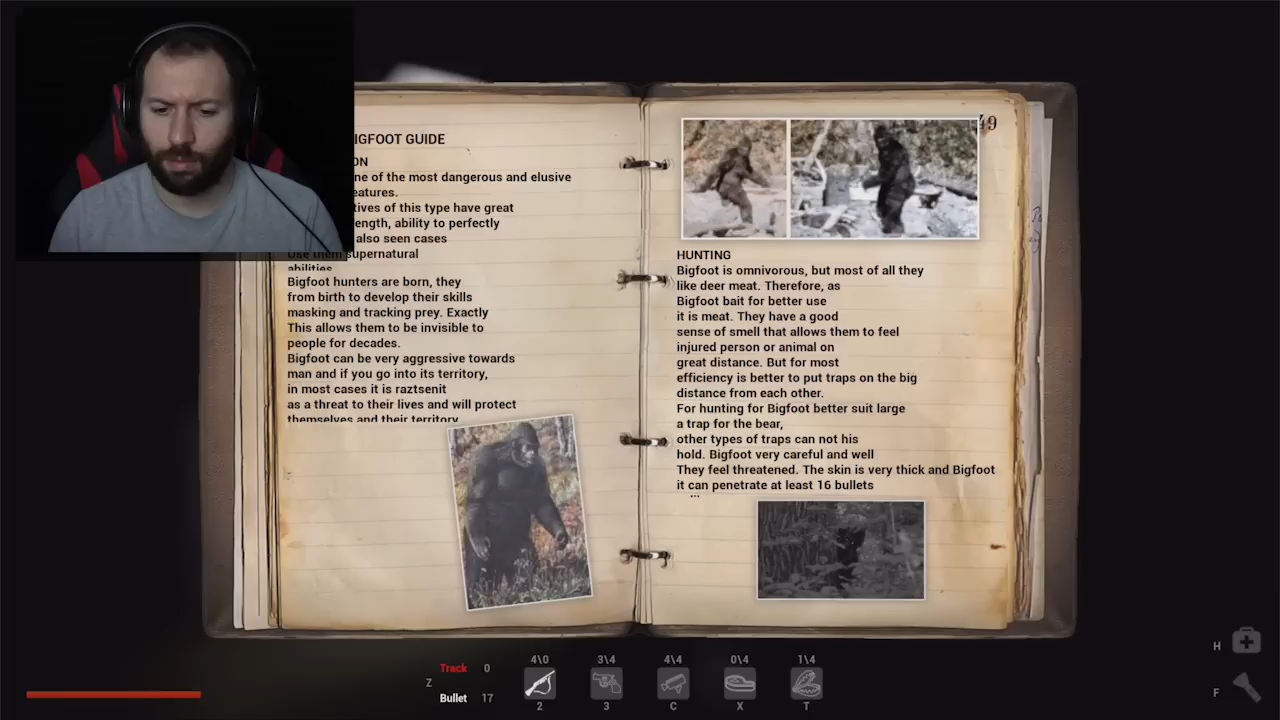 IGFOOT GUIDE
ON
ne of the most dangerous and elusive
eatures.
tives of this type have great
ength, ability to perfectly
also seen cases
Use them supernatural
abilities
Bigfoot hunters are born, they
from birth to develop their skills
masking and tracking prey. Exactly
This allows them to be invisible to
people for decades.
Bigfoot can be very aggressive towards
man and if you go into its territory,
in most cases it is raztsenit
as a threat to their lives and will protect
themselves and their territory
49
HUNTING
Bigfoot is omnivorous, but most of all they
like deer meat. Therefore, as
Bigfoot bait for better use
it is meat. They have a good
sense of smell that allows them to feel
injured person or animal on
great distance. But for most
efficiency is better to put traps on the big
distance from each other.
For hunting for Bigfoot better suit large
a trap for the bear,
other types of traps can not his
hold. Bigfoot very careful and well
They feel threatened. The skin is very thick and Bigfoot
it can penetrate at least 16 bullets
Track 0
Z
Bullet 17
4\0 3\4 4\4 0\4 1\4
2 3 C X T
H
F